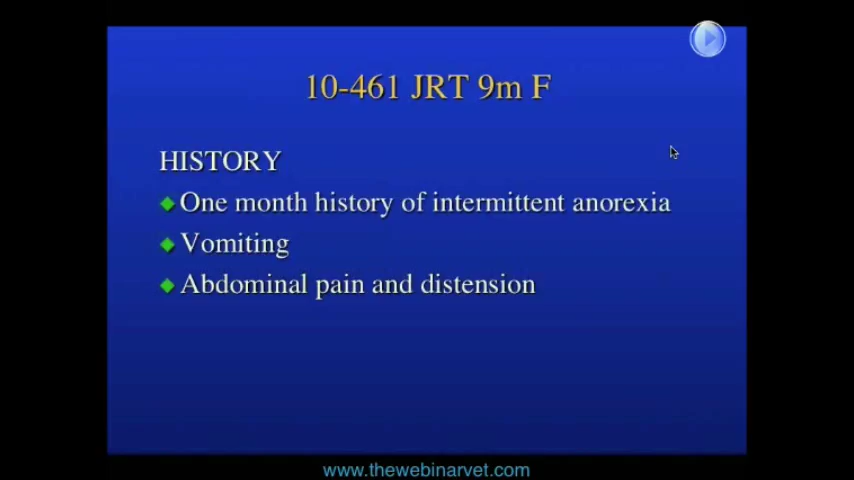 10-461 JRT 9m F
HISTORY
One month history of intermittent anorexia
Vomiting
Abdominal pain and distension
www.thewebinarvet.com